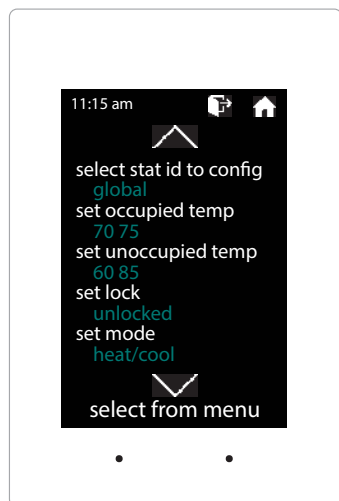 11:15 am
select stat id to config
global
set occupied temp
70 75
set unoccupied temp
60 85
set lock
unlocked
set mode
heat/cool
select from menu